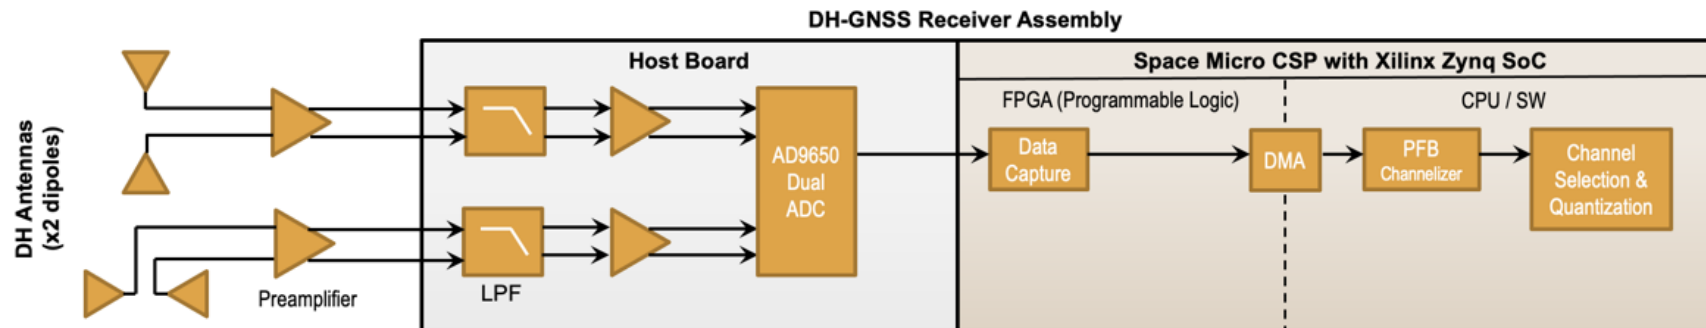 DH-GNSS Receiver Assembly
Host Board
Space Micro CSP with Xilinx Zynq SoC
FPGA (Programmable Logic)
CPU / SW
DH Antennas
(x2 dipoles)
Preamplifier
LPF
AD9650
Dual
ADC
Data
Capture
DMA
PFB
Channelizer
Channel
Selection &
Quantization